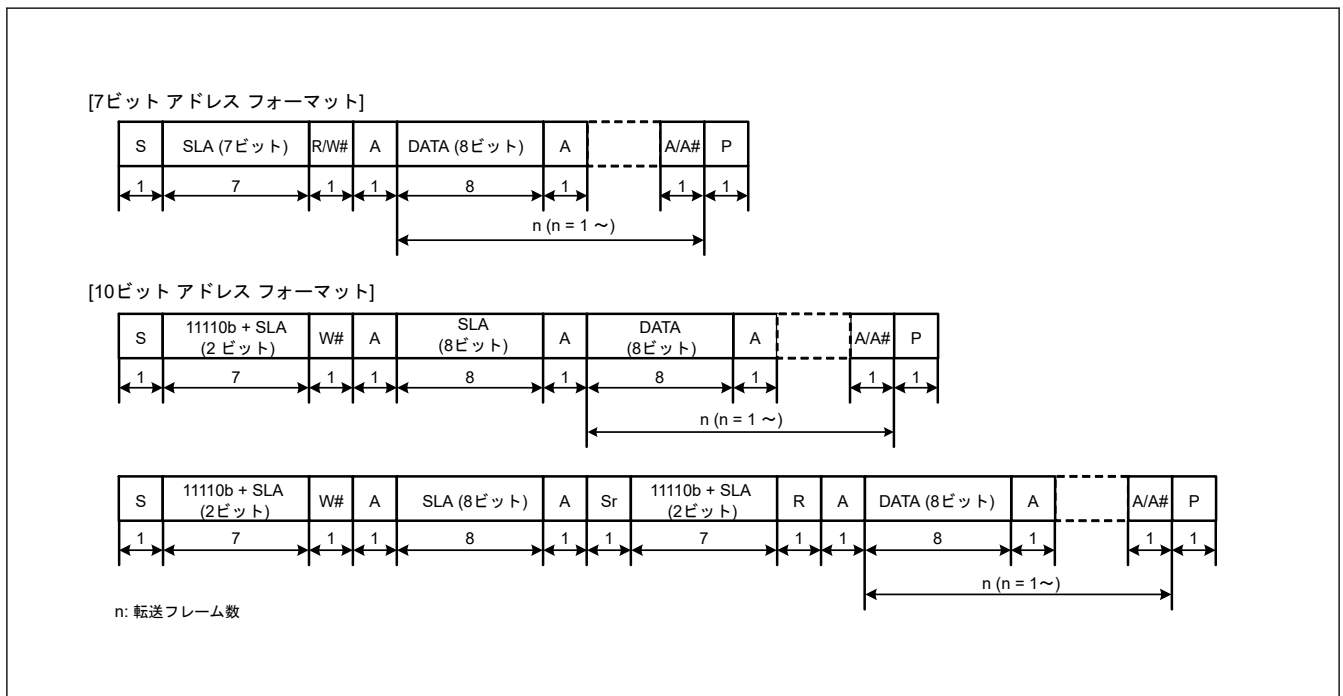 [7ビット アドレス フォーマット]
S SLA (7ビット) R/W# A DATA (8ビット) A A/A# P
1 7 1 1 8 1 1 1
n (n = 1 ～)
[10ビット アドレス フォーマット]
S 11110b + SLA (2 ビット) W# A SLA (8ビット) A DATA (8ビット) A A/A# P
1 7 1 1 8 1 8 1 1 1
n (n = 1 ～)
S 11110b + SLA (2ビット) W# A SLA (8ビット) A Sr 11110b + SLA (2ビット) R A DATA (8ビット) A A/A# P
1 7 1 1 8 1 1 7 1 1 8 1 1 1
n (n = 1～)
n: 転送フレーム数